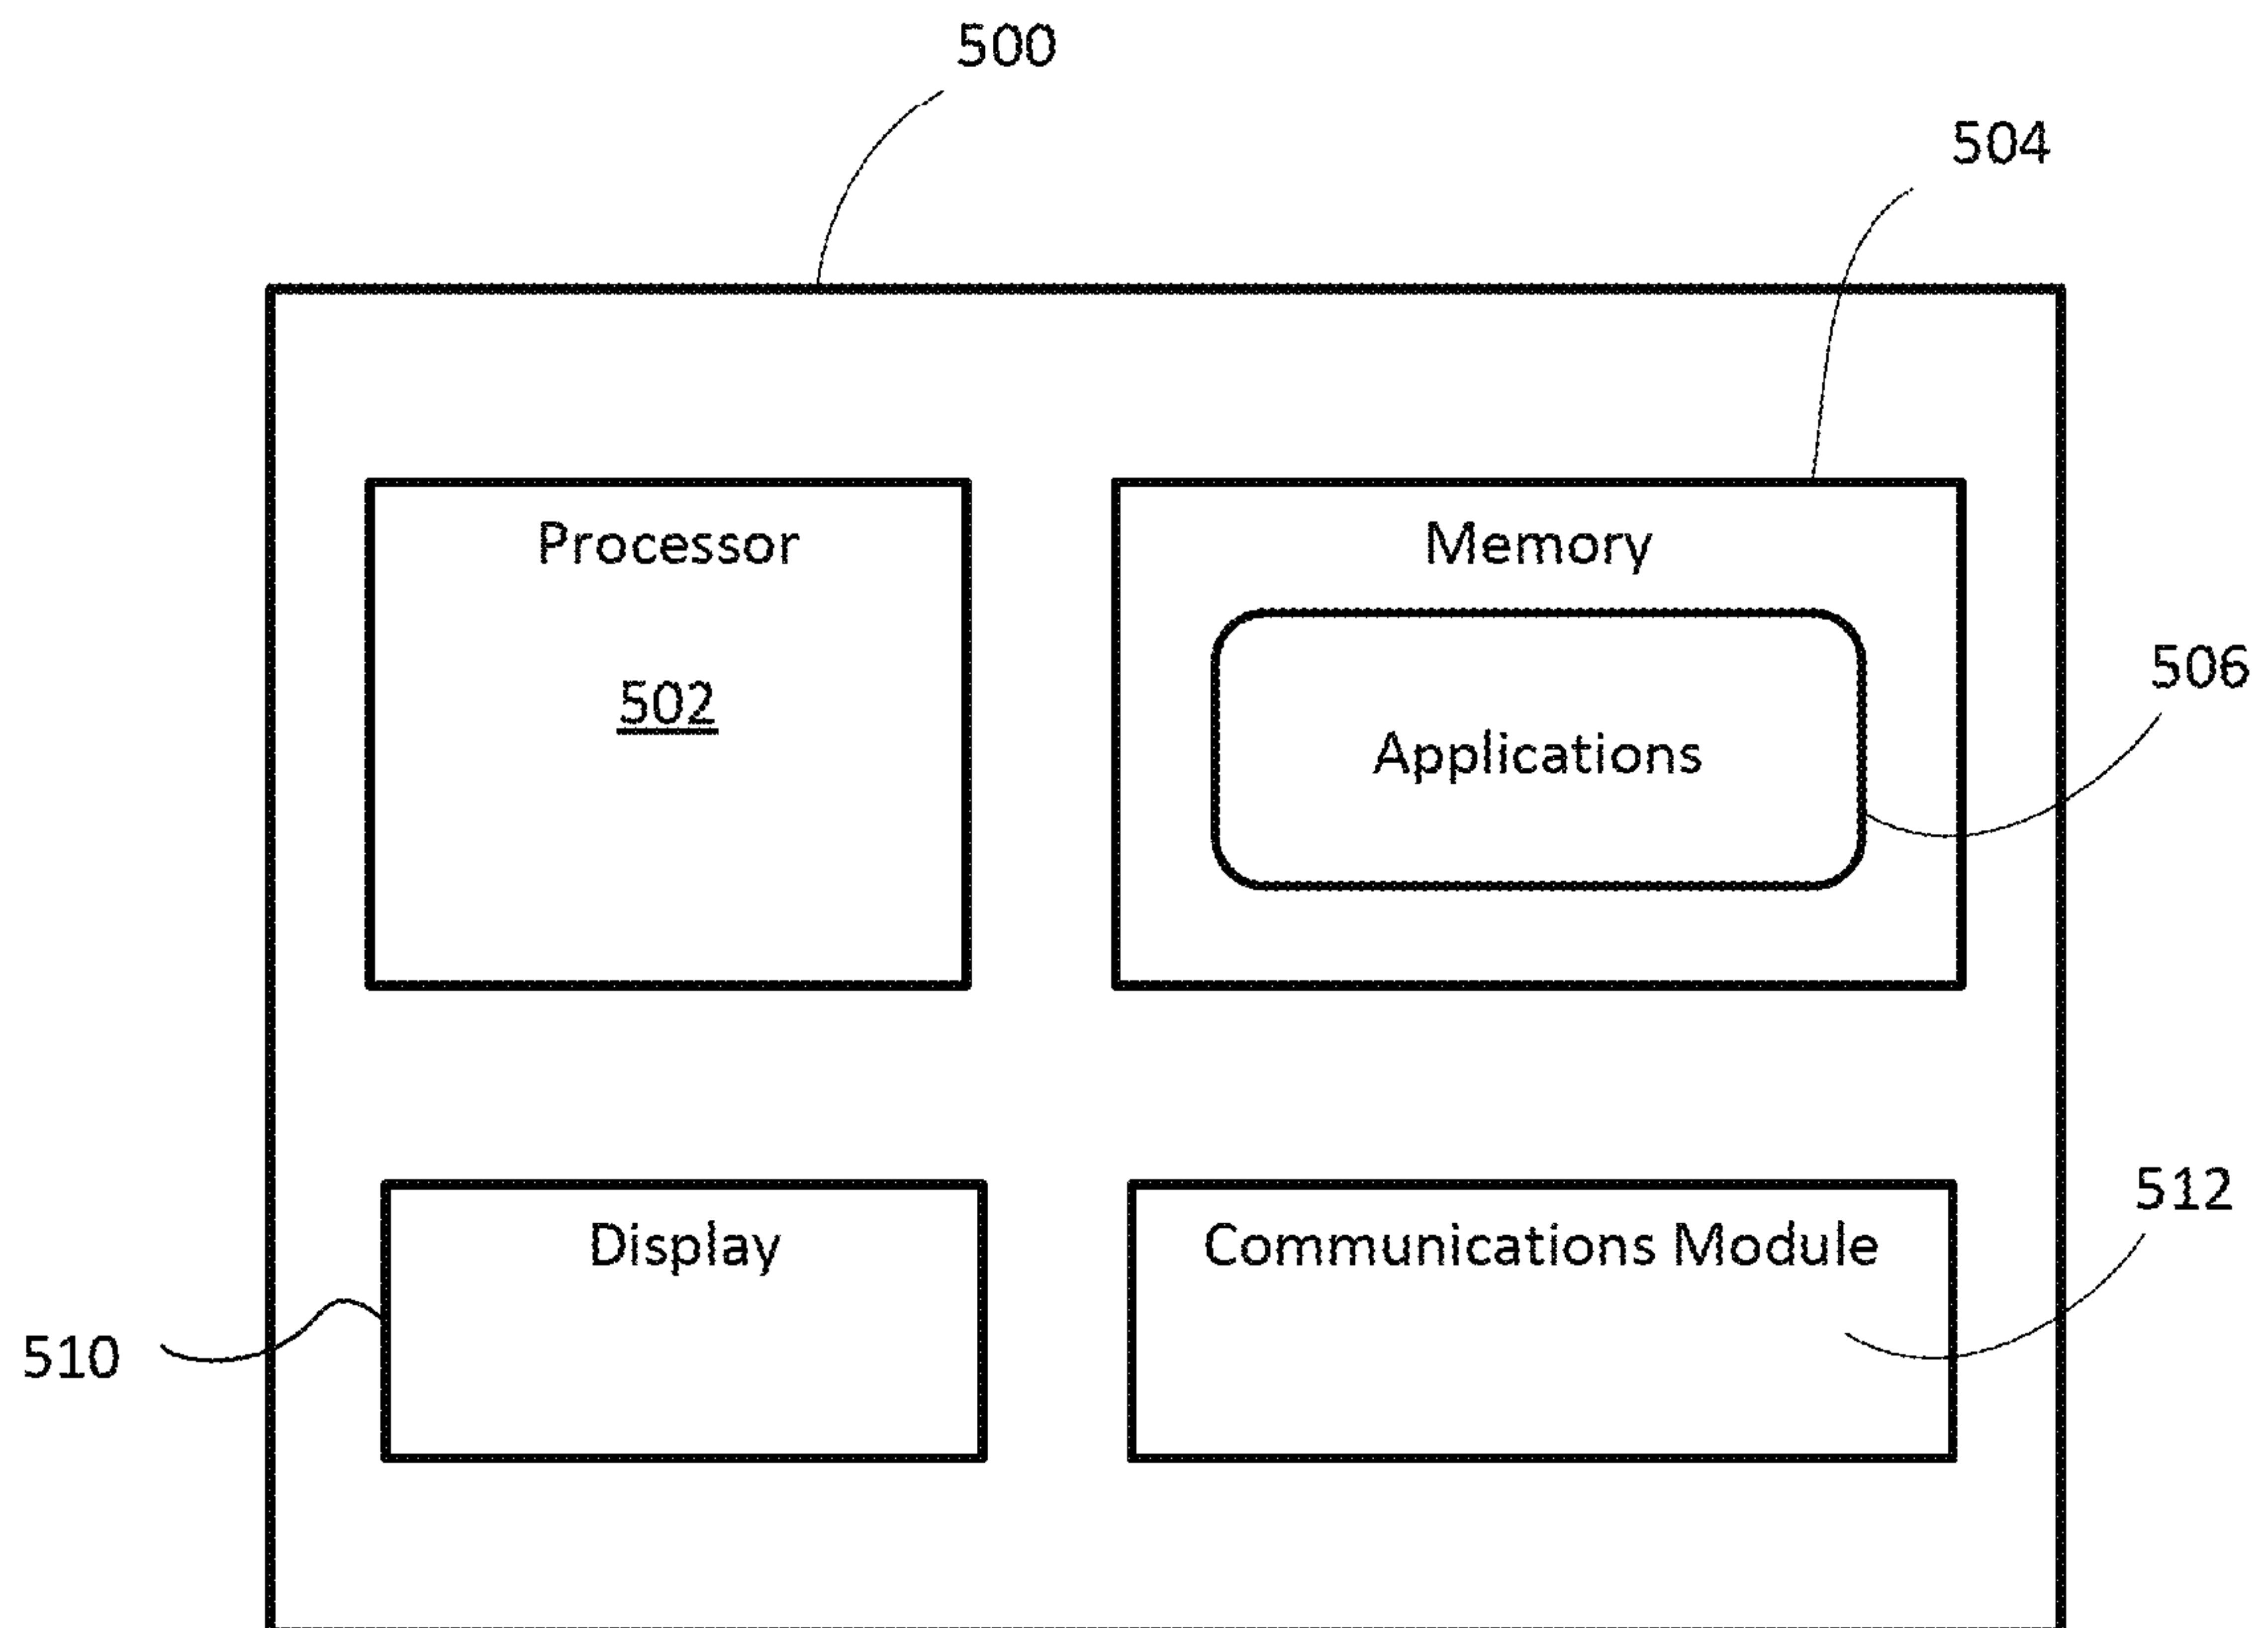 500
504
Processor
Memory
502
506
Applications
512
Display
Communications Module
510